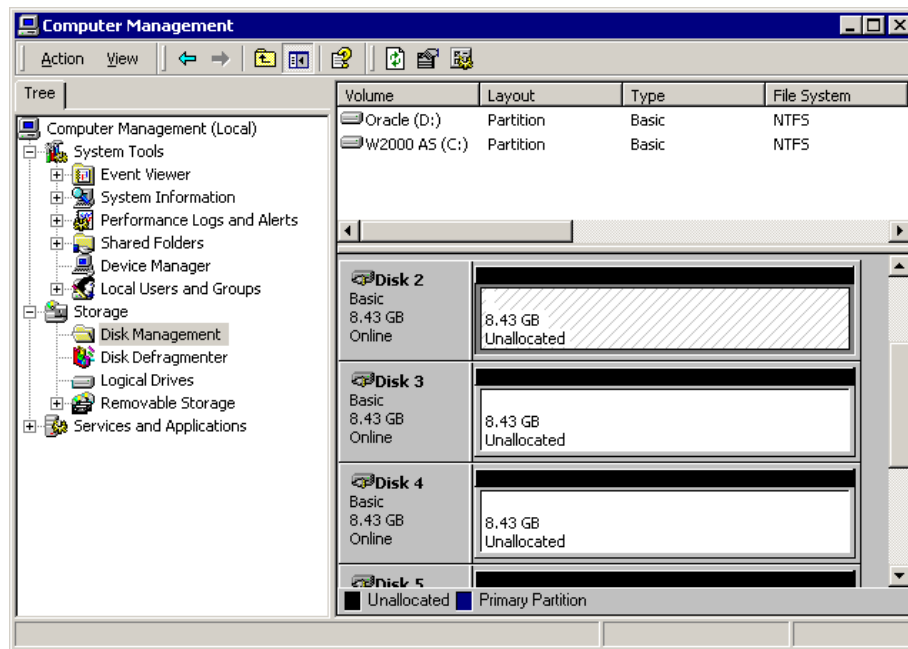 Computer Management
Action View
Tree
Volume Layout Type File System
Oracle (D:) Partition Basic NTFS
W2000 AS (C:) Partition Basic NTFS
Computer Management (Local)
System Tools
Event Viewer
System Information
Performance Logs and Alerts
Shared Folders
Device Manager
Local Users and Groups
Storage
Disk Management
Disk Defragmenter
Logical Drives
Removable Storage
Services and Applications
Disk 2
Basic
8.43 GB
Online
8.43 GB
Unallocated
Disk 3
Basic
8.43 GB
Online
8.43 GB
Unallocated
Disk 4
Basic
8.43 GB
Online
8.43 GB
Unallocated
Disk 5
Unallocated Primary Partition